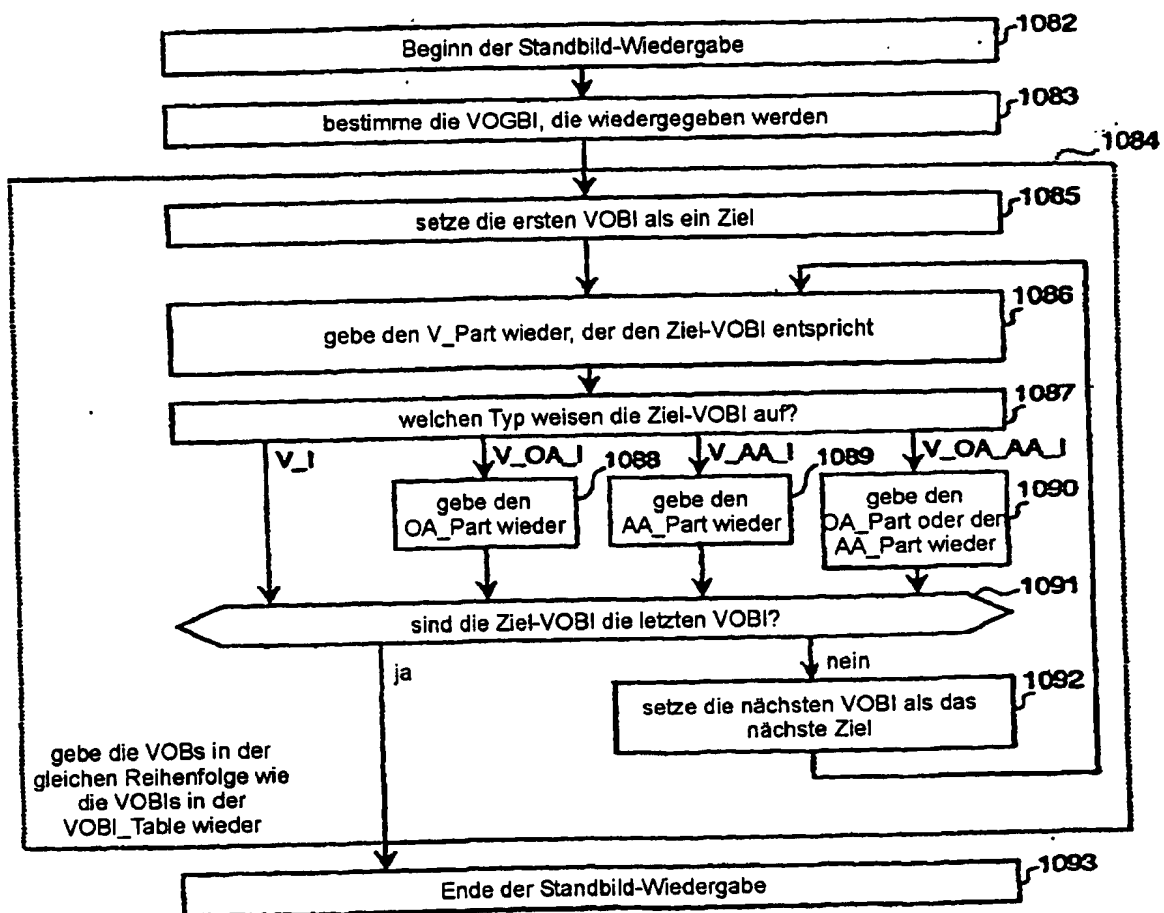 1082
Beginn der Standbild-Wiedergabe
1083
bestimme die VOGBI, die wiedergegeben werden
1084
1085
setze die ersten VOBI als ein Ziel
1086
gebe den V_Part wieder, der den Ziel-VOBI entspricht
1087
welchen Typ weisen die Ziel-VOBI auf?
V_I
V_OA_I
1088
V_AA_I
1089
V_OA_AA_I
1090
gebe den
OA_Part wieder
gebe den
AA_Part wieder
gebe den
OA_Part oder den
AA_Part wieder
1091
sind die Ziel-VOBI die letzten VOBI?
ja
nein
1092
setze die nächsten VOBI als das
nächste Ziel
gebe die VOBs in der
gleichen Reihenfolge wie
die VOBIs in der
VOBI_Table wieder
1093
Ende der Standbild-Wiedergabe